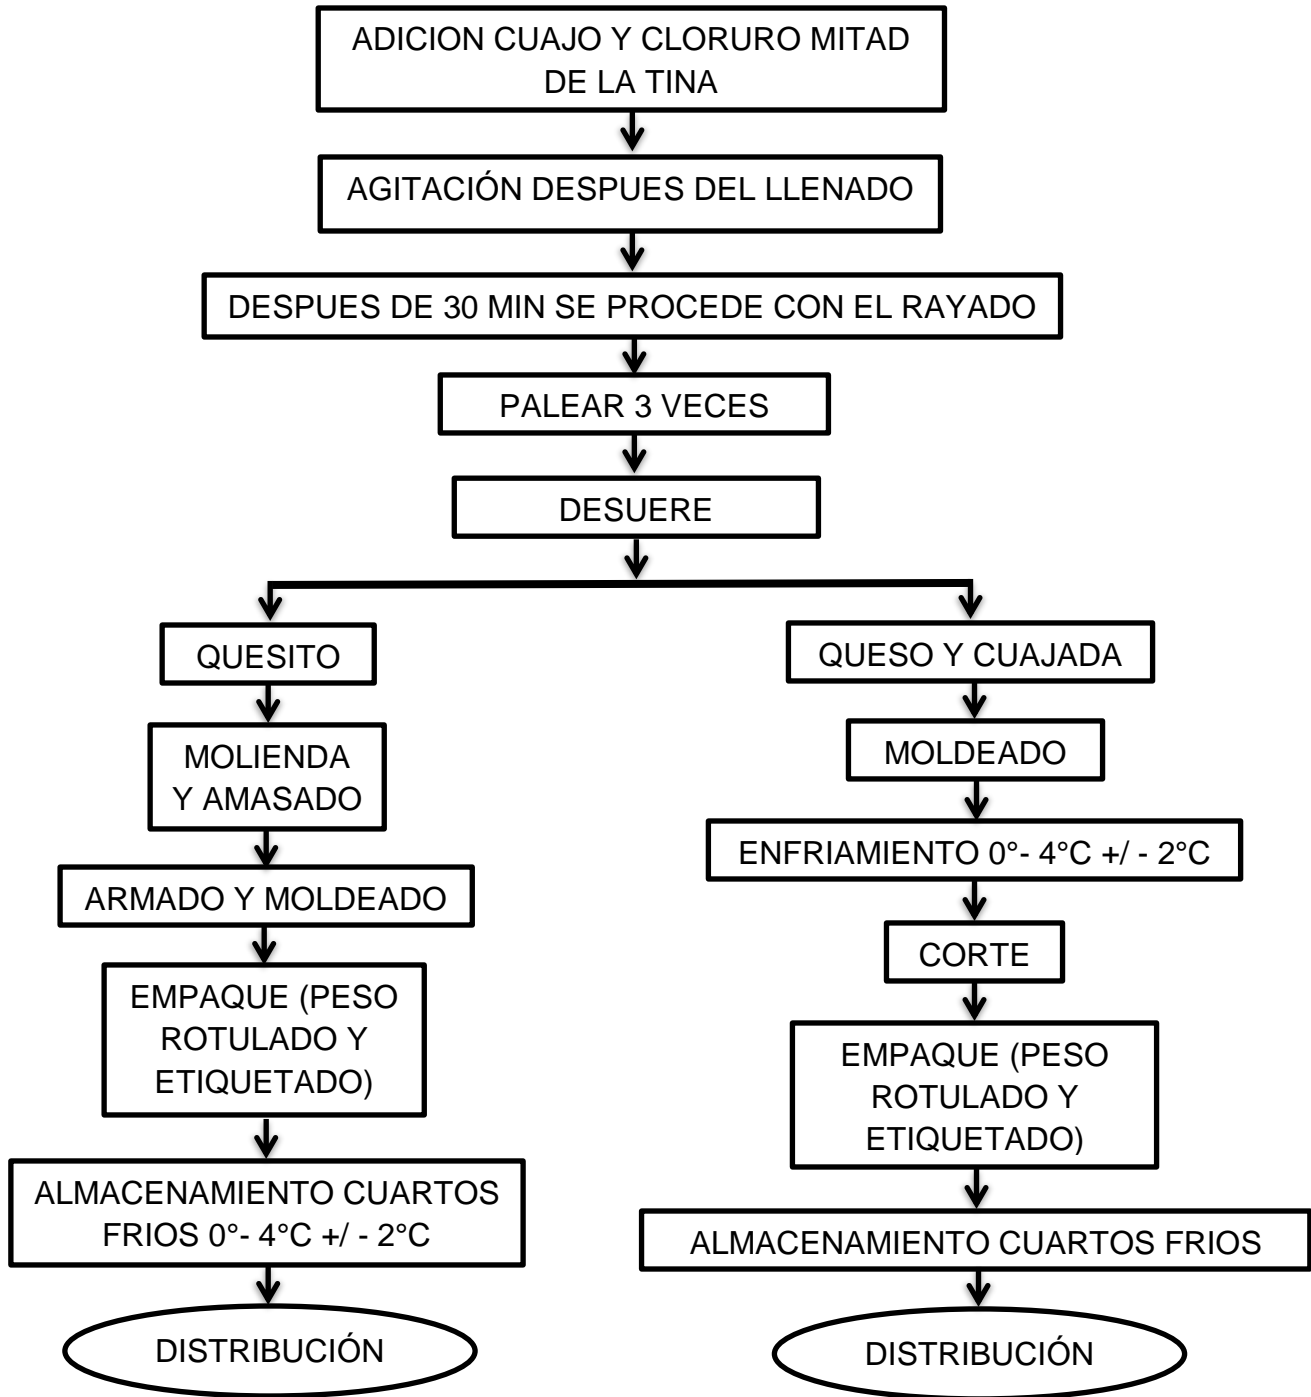 ADICION CUAJO Y CLORURO MITAD
DE LA TINA
AGITACIÓN DESPUES DEL LLENADO
DESPUES DE 30 MIN SE PROCEDE CON EL RAYADO
PALEAR 3 VECES
DESUERE
QUESITO
MOLIENDA
Y AMASADO
ARMADO Y MOLDEADO
EMPAQUE (PESO
ROTULADO Y
ETIQUETADO)
ALMACENAMIENTO CUARTOS
FRIOS 0°- 4°C +/ - 2°C
DISTRIBUCIÓN
QUESO Y CUAJADA
MOLDEADO
ENFRIAMIENTO 0°- 4°C +/ - 2°C
CORTE
EMPAQUE (PESO
ROTULADO Y
ETIQUETADO)
ALMACENAMIENTO CUARTOS FRIOS
DISTRIBUCIÓN